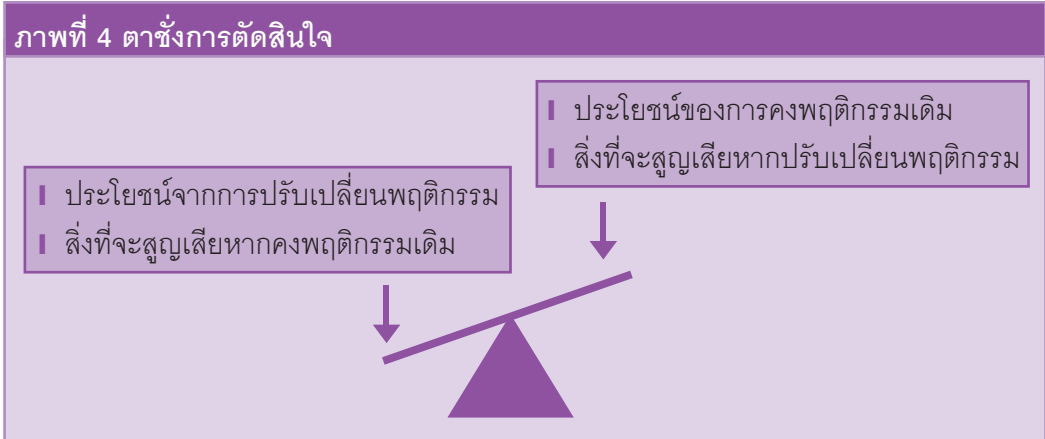 ภาพที่ 4 ตาชั่งการตัดสินใจ
ประโยชน์ของการคงพฤติกรรมเดิม
สิ่งที่จะสูญเสียหากปรับเปลี่ยนพฤติกรรม
ประโยชน์จากการปรับเปลี่ยนพฤติกรรม
สิ่งที่จะสูญเสียหากคงพฤติกรรมเดิม